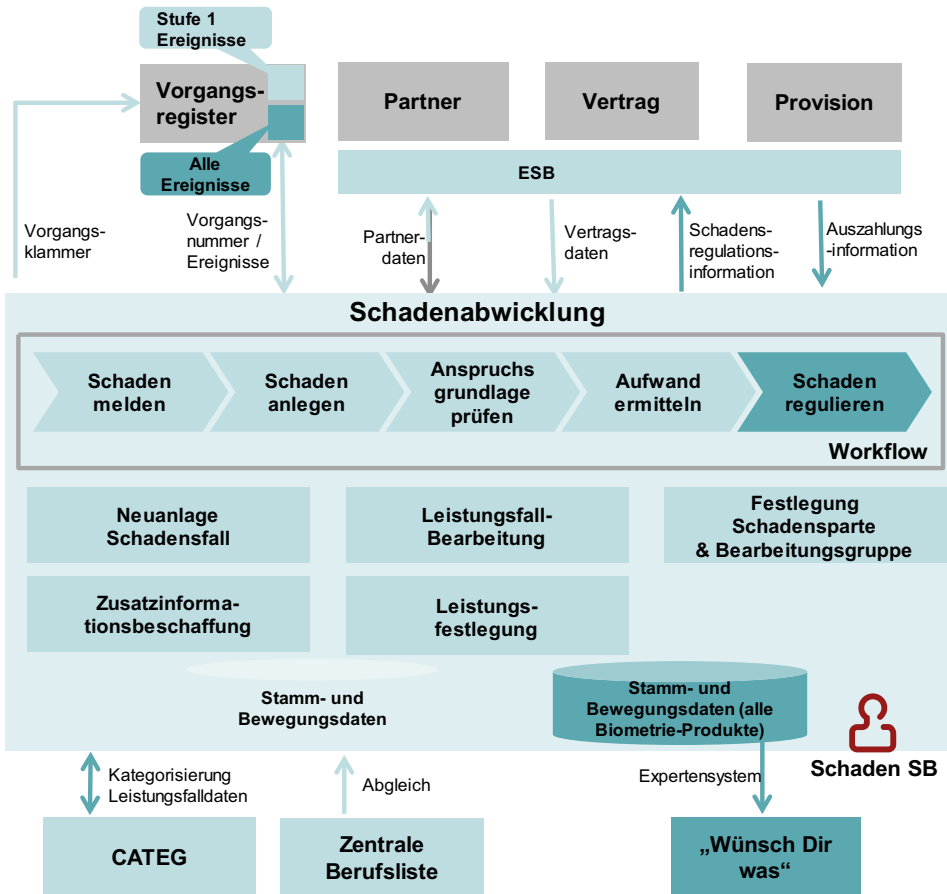 Stufe 1
Ereignisse
Vorgangs-
register
Alle
Ereignisse
Partner
Vertrag
Provision
ESB
Vorgangs-
klammer
Vorgangs-
nummer /
Ereignisse
Partner-
daten
Vertrags-
daten
Schadens-
regulations-
information
Auszahlungs
-information
Schadenabwicklung
Schaden
melden
Schaden
anlegen
Anspruchs
grundlage
prüfen
Aufwand
ermitteln
Schaden
regulieren
Workflow
Neuanlage
Schadensfall
Leistungsfall-
Bearbeitung
Festlegung
Schadensparte
& Bearbeitungsgruppe
Zusatzinforma-
tionsbeschaffung
Leistungs-
festlegung
Stamm- und
Bewegungsdaten
Stamm- und
Bewegungsdaten (alle
Biometrie-Produkte)
Schaden SB
Kategorisierung
Leistungsfalldaten
Abgleich
Expertensystem
CATEG
Zentrale
Berufsliste
„Wünsch Dir
was“